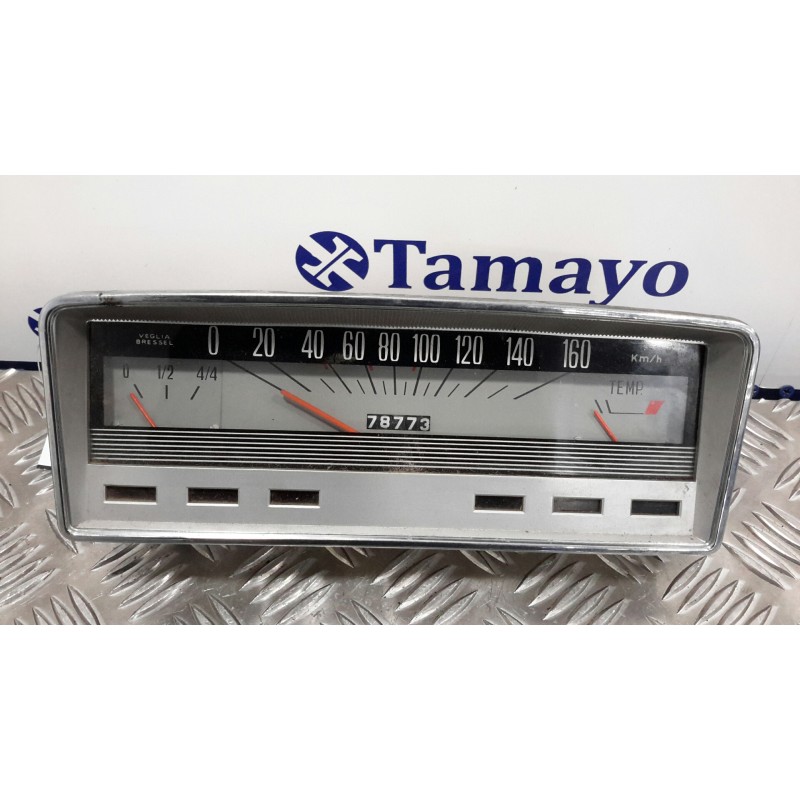 Tamayo
VEGLIA
BRESSEL
0 20 40 60 80 100 120 140 160 Km/h
0 1/2 4/4
TEMP.
78773